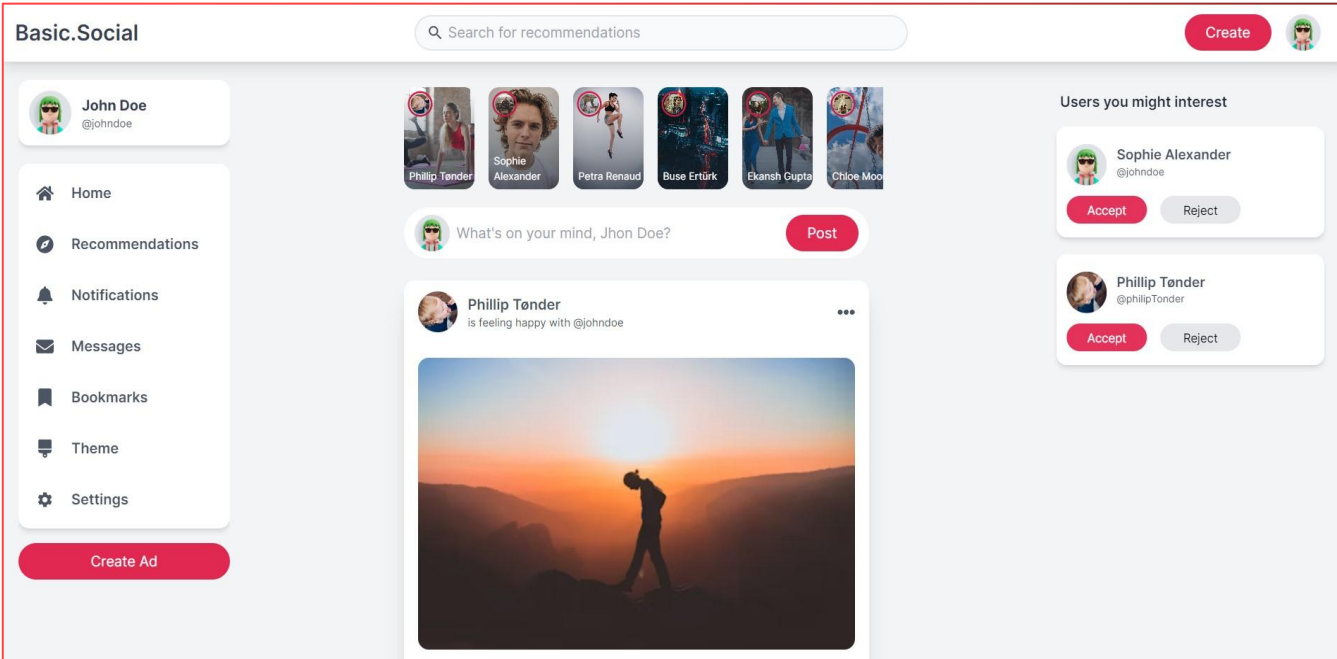 Basic.Social
Search for recommendations
Create
John Doe
@johndoe
Home
Recommendations
Notifications
Messages
Bookmarks
Theme
Settings
Create Ad
Phillip Tønder
Sophie
Alexander
Petra Renaud
Buse Ertürk
Ekansh Gupta
Chloe Moo
What's on your mind, Jhon Doe?
Post
Phillip Tønder
is feeling happy with @johndoe
Users you might interest
Sophie Alexander
@johndoe
Accept
Reject
Phillip Tønder
@philipTonder
Accept
Reject